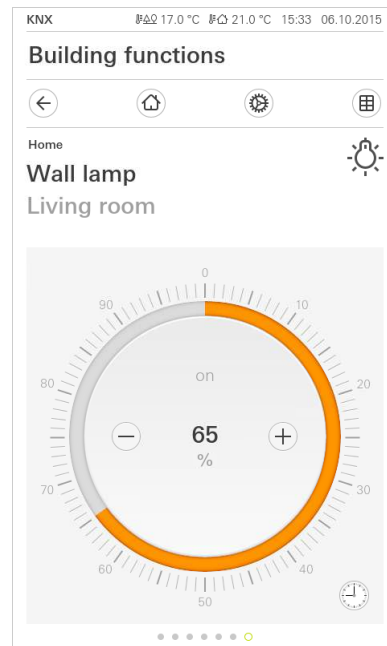 KNX 17.0 °C 21.0 °C 15:33 06.10.2015
Building functions
Home
Wall lamp
Living room
0
90 10
on
80 20
65
%
70 30
60 40
50